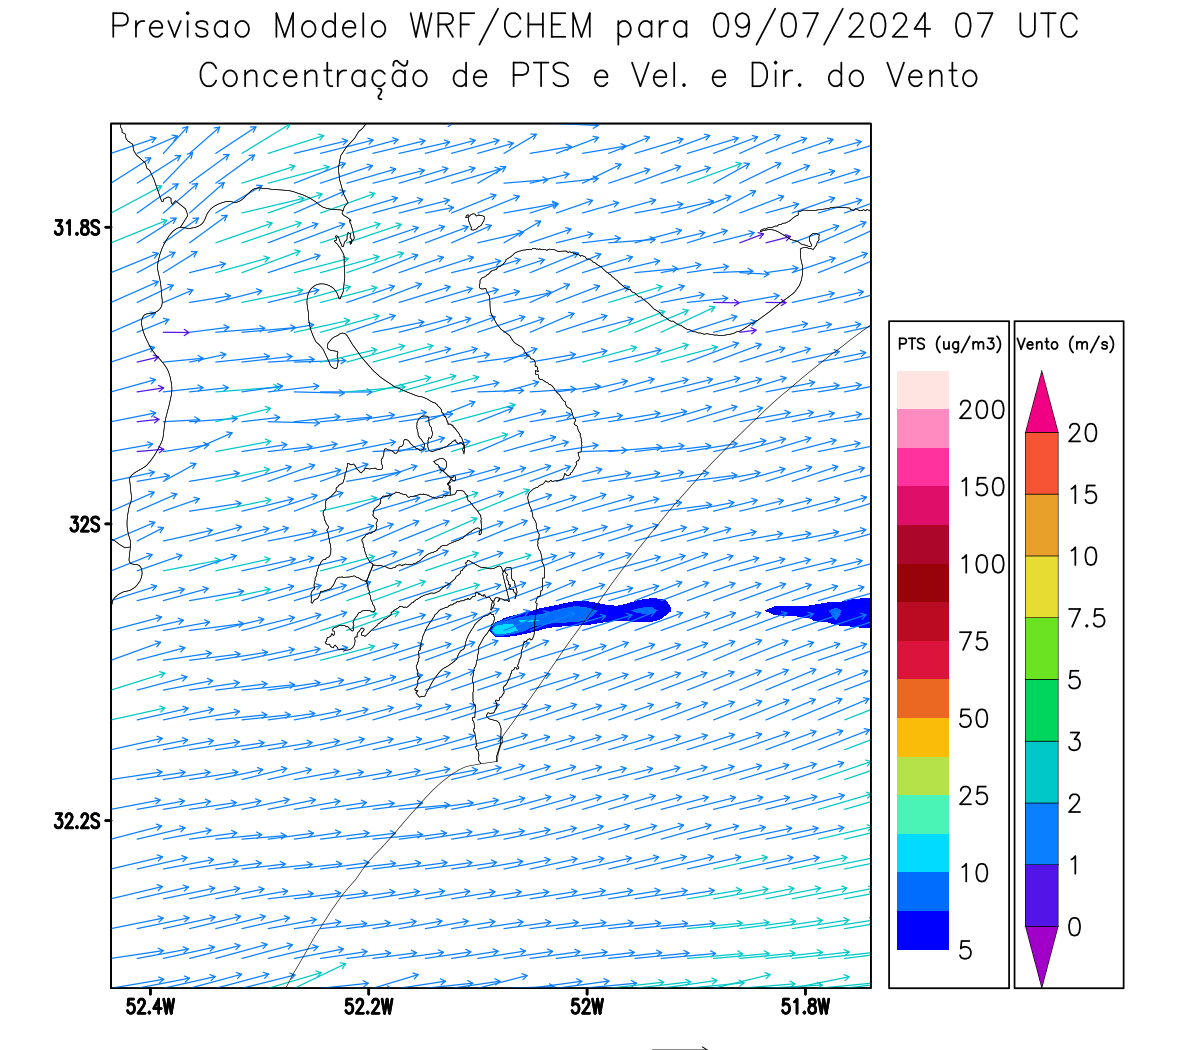 Previsao Modelo WRF/CHEM para 09/07/2024 07 UTC
Concentração de PTS e Vel. e Dir. do Vento
31.8S
32S
32.2S
52.4W 52.2W 52W 51.8W
PTS (ug/m3)
200
150
100
75
50
25
10
5
Vento (m/s)
20
15
10
7.5
5
3
2
1
0